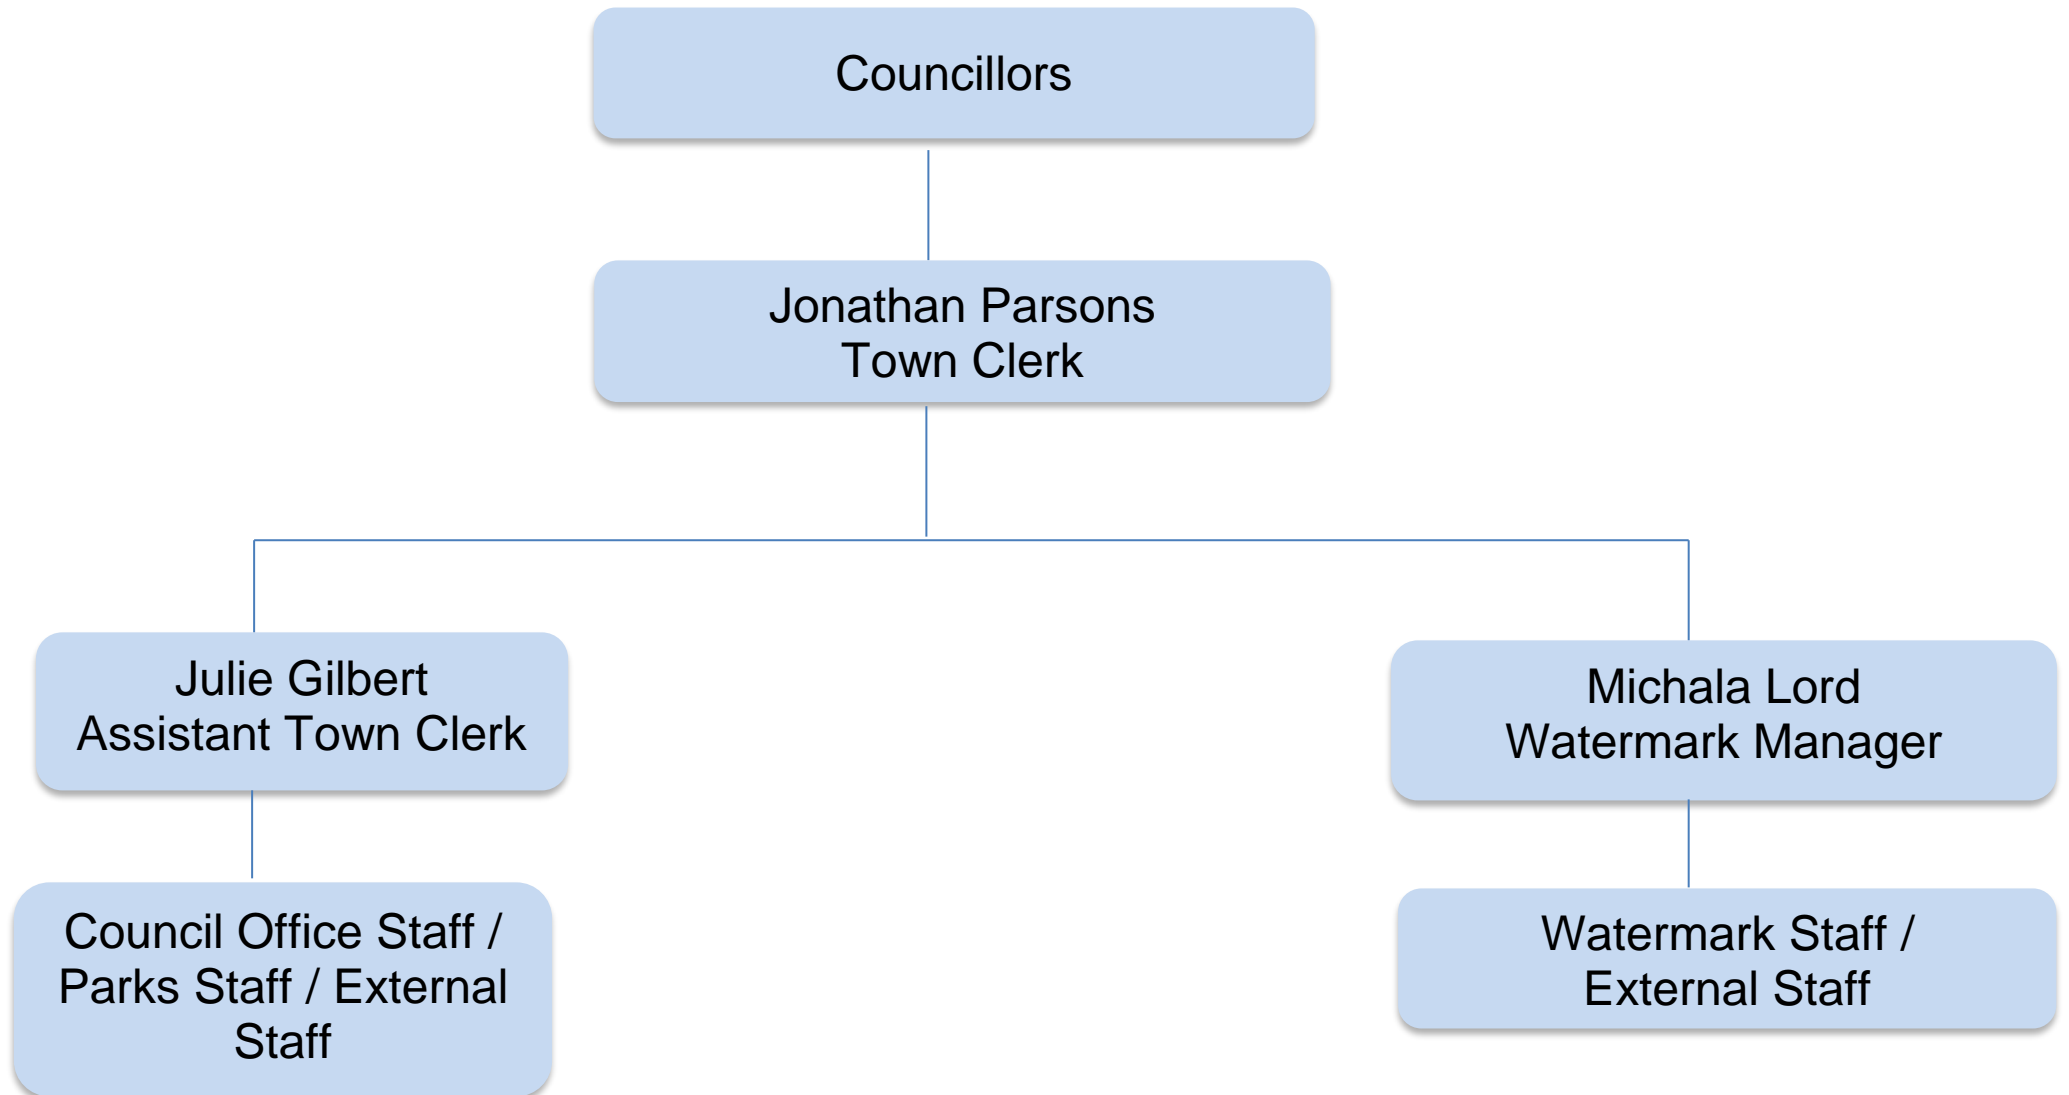 Councillors
Jonathan Parsons
Town Clerk
Julie Gilbert
Assistant Town Clerk
Michala Lord
Watermark Manager
Council Office Staff /
Parks Staff / External
Staff
Watermark Staff /
External Staff